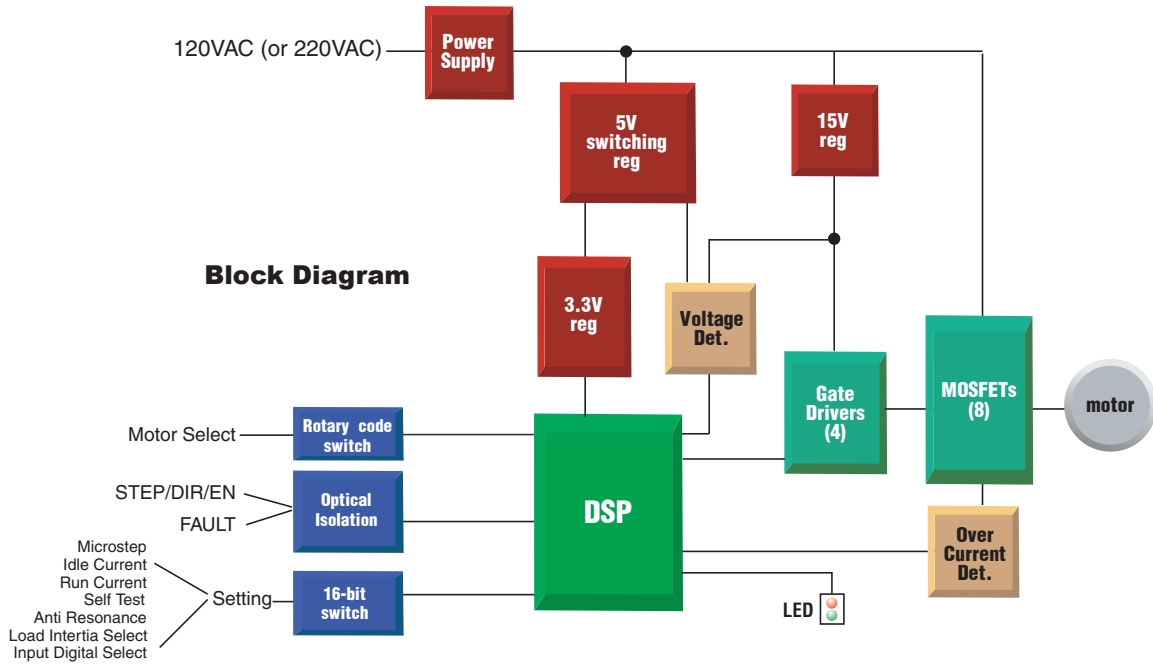 120VAC (or 220VAC)
Power
Supply
5V
switching
reg
15V
reg
Block Diagram
3.3V
reg
Voltage
Det.
Gate
Drivers
(4)
MOSFETs
(8)
motor
Motor Select
Rotary code
switch
STEP/DIR/EN
FAULT
Optical
Isolation
DSP
Over
Current
Det.
Microstep
Idle Current
Run Current
Self Test
Anti Resonance
Load Intertia Select
Input Digital Select
Setting
16-bit
switch
LED